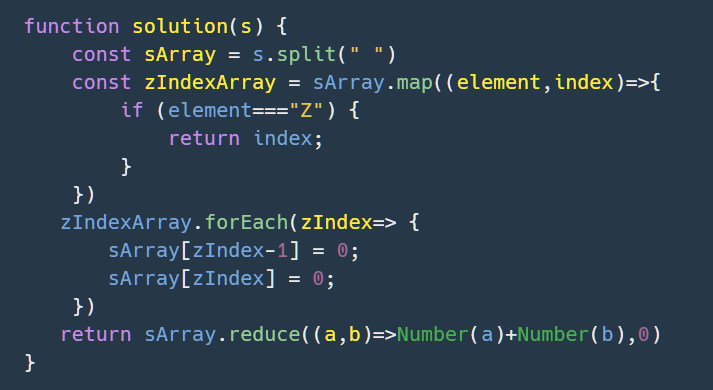 function solution(s) {
    const sArray = s.split(" ")
    const zIndexArray = sArray.map((element,index)=>{
        if (element==="Z") {
            return index;
        }
    })
   zIndexArray.forEach(zIndex=> {
       sArray[zIndex-1] = 0;
       sArray[zIndex] = 0;
    })
   return sArray.reduce((a,b)=>Number(a)+Number(b),0)
}